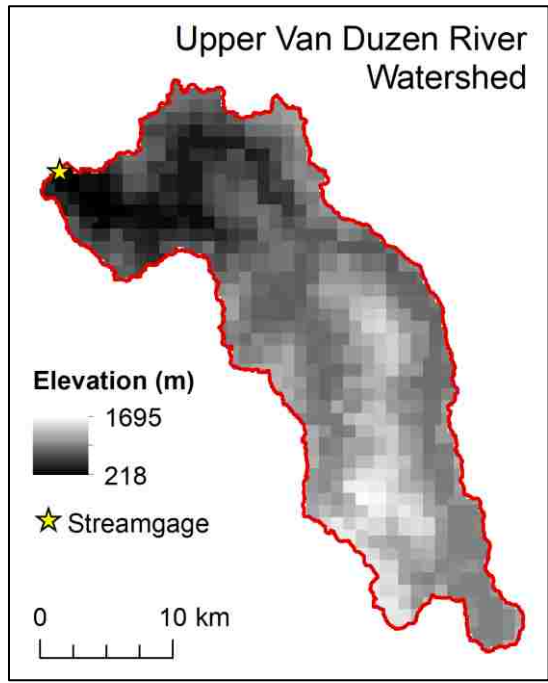 Upper Van Duzen River
Watershed
Elevation (m)
1695
218
Streamgage
0 10 km